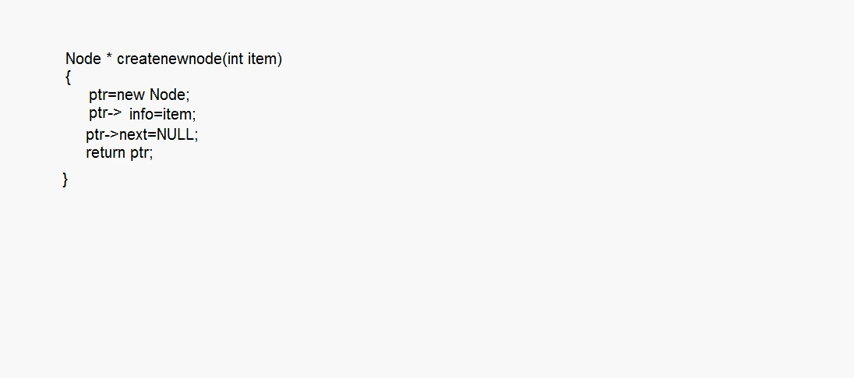 Node * createnewnode(int item)
{
ptr=new Node;
ptr-> info=item;
ptr->next=NULL;
return ptr;
}